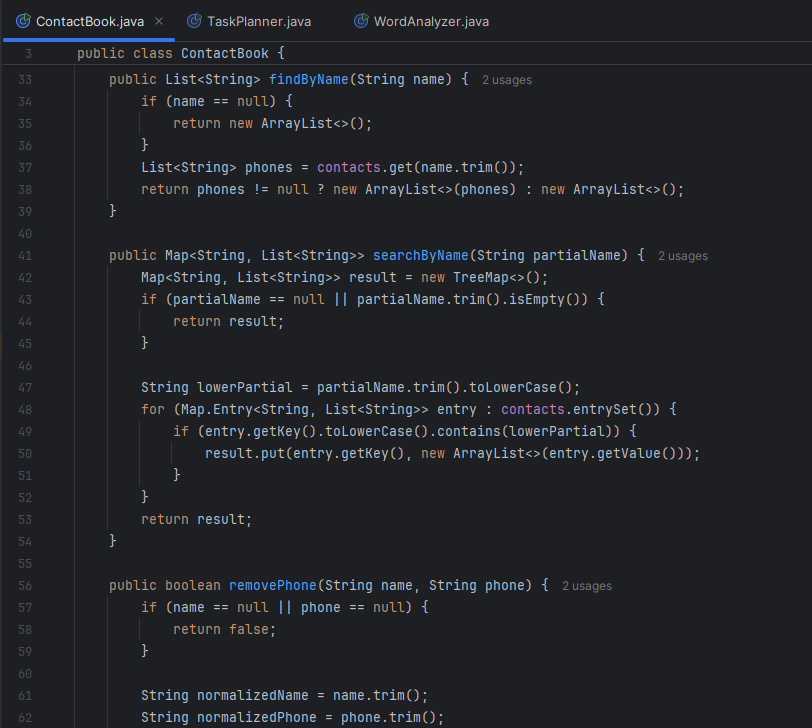 ContactBook.java × TaskPlanner.java WordAnalyzer.java
3 public class ContactBook {
33 public List<String> findByName(String name) { 2 usages
34 if (name == null) {
35 return new ArrayList<>();
36 }
37 List<String> phones = contacts.get(name.trim());
38 return phones != null ? new ArrayList<>(phones) : new ArrayList<>();
39 }
40
41 public Map<String, List<String>> searchByName(String partialName) { 2 usages
42 Map<String, List<String>> result = new TreeMap<>();
43 if (partialName == null || partialName.trim().isEmpty()) {
44 return result;
45 }
46
47 String lowerPartial = partialName.trim().toLowerCase();
48 for (Map.Entry<String, List<String>> entry : contacts.entrySet()) {
49 if (entry.getKey().toLowerCase().contains(lowerPartial)) {
50 result.put(entry.getKey(), new ArrayList<>(entry.getValue()));
51 }
52 }
53 return result;
54 }
55
56 public boolean removePhone(String name, String phone) { 2 usages
57 if (name == null || phone == null) {
58 return false;
59 }
60
61 String normalizedName = name.trim();
62 String normalizedPhone = phone.trim();